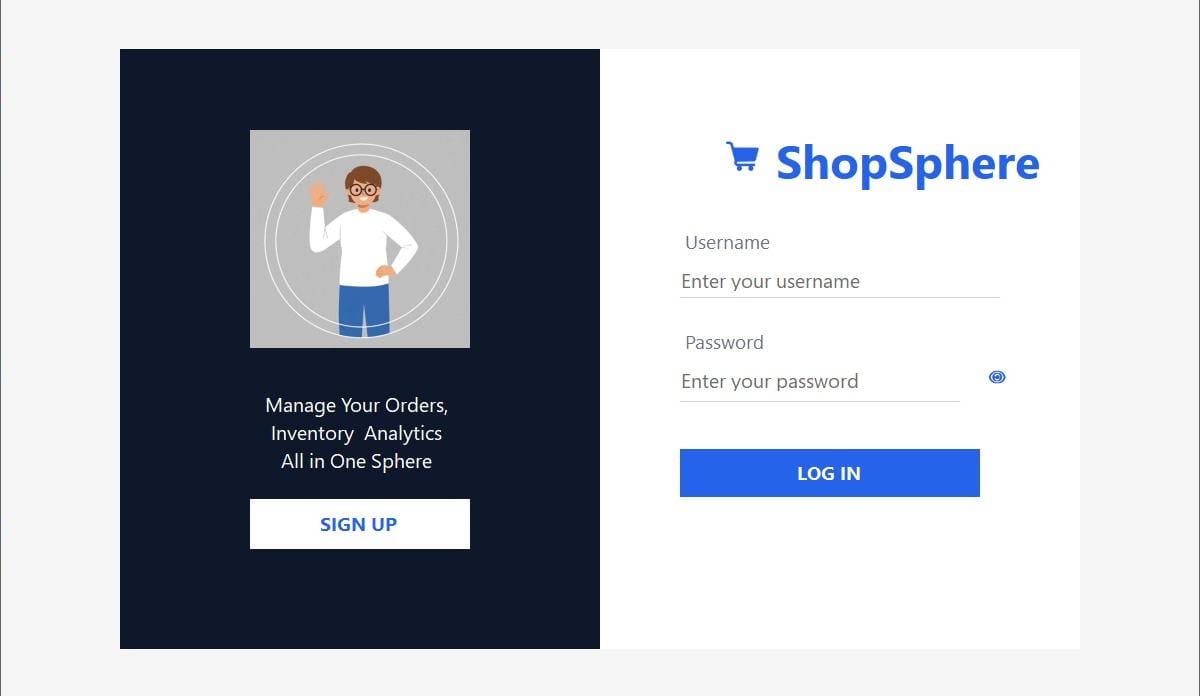 Manage Your Orders,
Inventory  Analytics
All in One Sphere
SIGN UP
ShopSphere
Username
Enter your username
Password
Enter your password
LOG IN